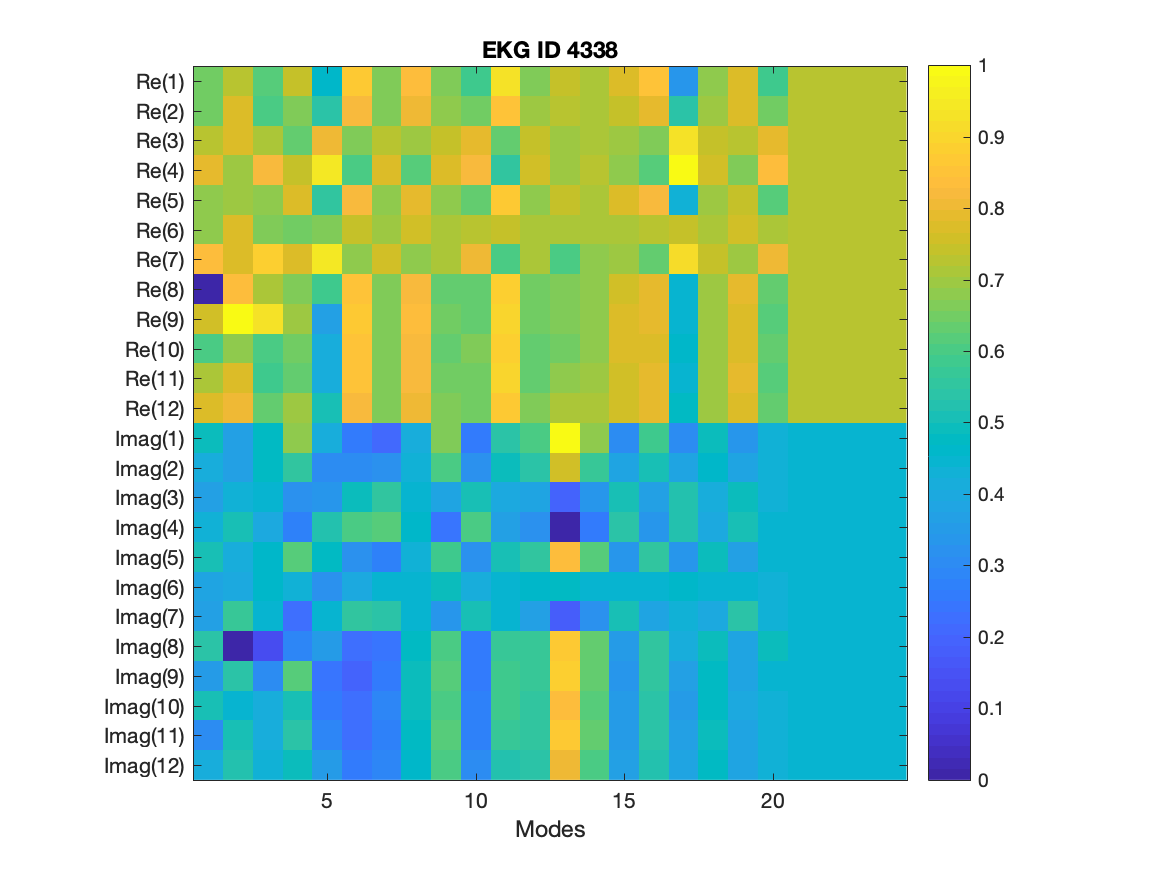 EKG ID 4338
Re(1)
Re(2)
Re(3)
Re(4)
Re(5)
Re(6)
Re(7)
Re(8)
Re(9)
Re(10)
Re(11)
Re(12)
Imag(1)
Imag(2)
Imag(3)
Imag(4)
Imag(5)
Imag(6)
Imag(7)
Imag(8)
Imag(9)
Imag(10)
Imag(11)
Imag(12)
5 10 15 20
Modes
1
0.9
0.8
0.7
0.6
0.5
0.4
0.3
0.2
0.1
0